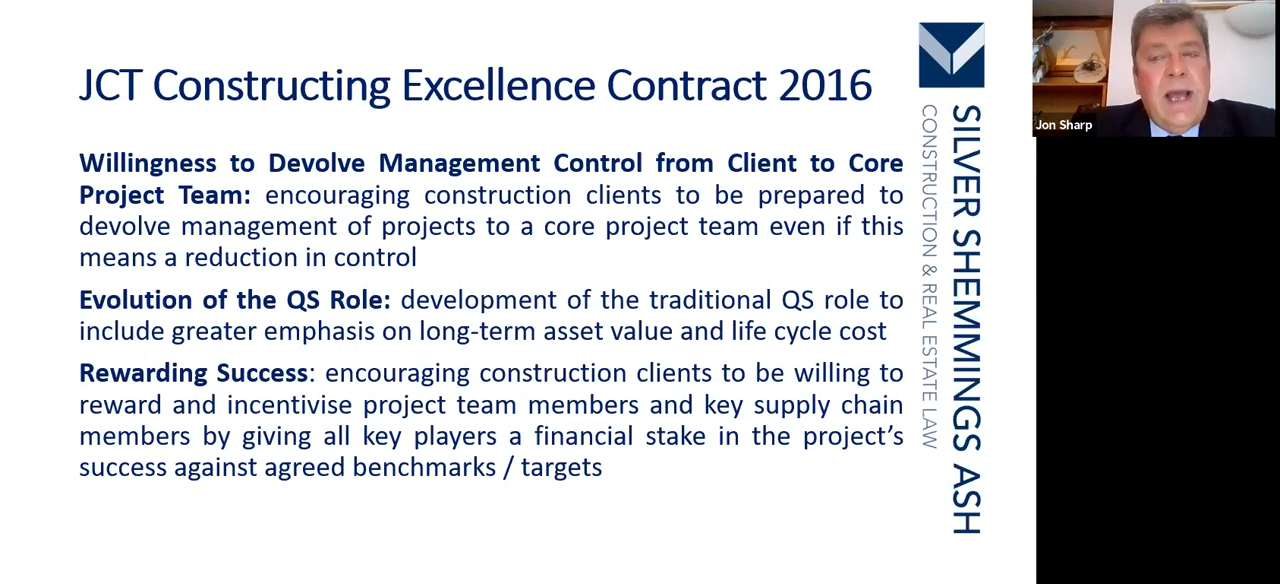 JCT Constructing Excellence Contract 2016
Willingness to Devolve Management Control from Client to Core
Project Team: encouraging construction clients to be prepared to
devolve management of projects to a core project team even if this
means a reduction in control
Evolution of the QS Role: development of the traditional QS role to
include greater emphasis on long-term asset value and life cycle cost
Rewarding Success: encouraging construction clients to be willing to
reward and incentivise project team members and key supply chain
members by giving all key players a financial stake in the project’s
success against agreed benchmarks / targets
SILVER SHEMMINGS ASH
CONSTRUCTION & REAL ESTATE LAW
Jon Sharp